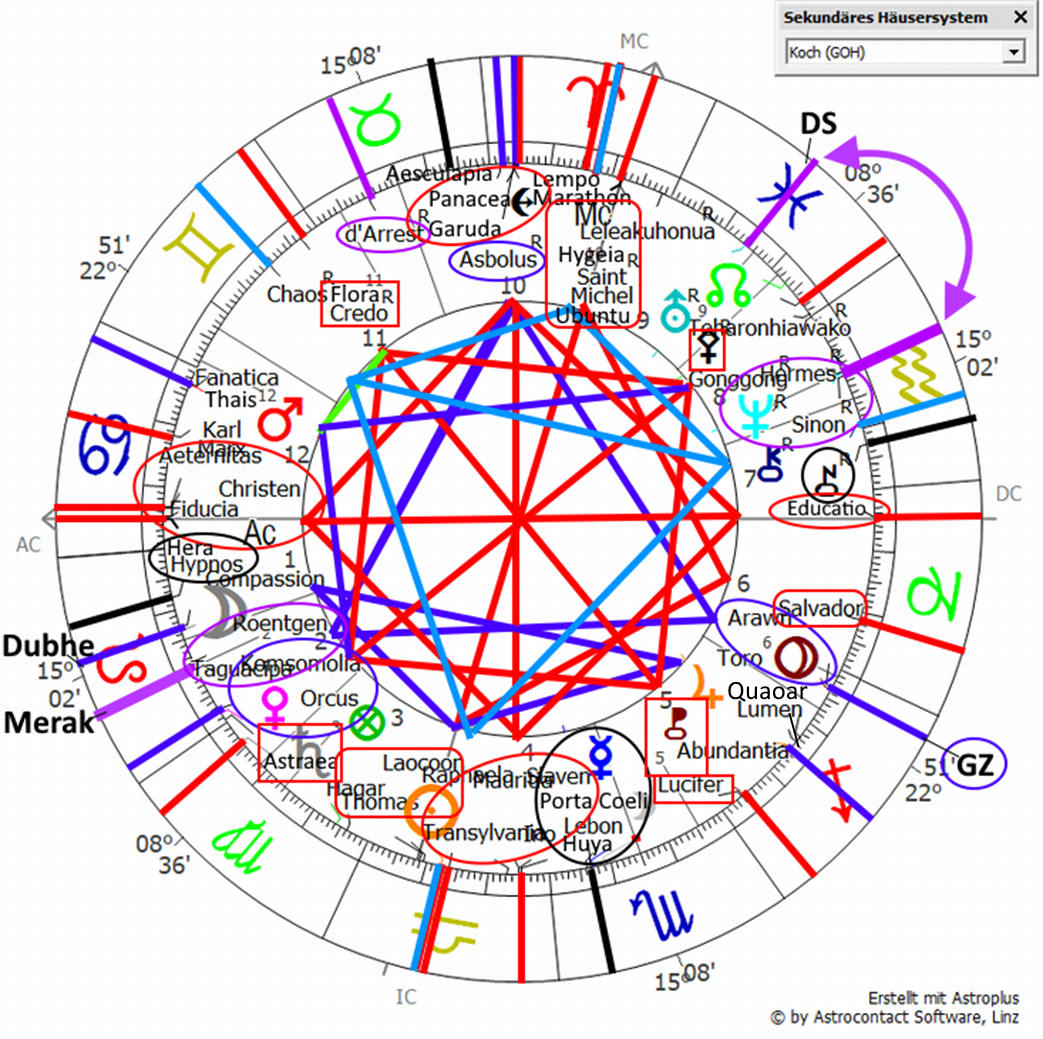 Sekundäres Häusersystem
Koch (GOH)
MC
15° 08'
DS
08° 36'
Aesculapia
Lempo
Panacea
Marathon
R
MC
Garuda
Leleakuhonua
R
d'Arrest
51' 22°
Asbolus
R
Hygeia
R
Saint
Michel
Ubuntu
R
11
Chaos
Flora
R
Credo
10
9
R
9
R
Taronhiawako
15° 02'
11
Gonggong
R
Hermes
R
8
Fanatica
Thais
12
R
R
Sinon
Karl
Marx
12
Aeternitas
7
R
R
Christen
Fiducia
Educatio
DC
AC
Ac
Hera
Hypnos
1
Compassion
6
Salvador
Roentgen
Arawn
Dubhe
2
2
Komsomolia
6
15° 02'
Taguacipa
Toro
Merak
Orcus
Quaoar
Lumen
3
5
Astraea
4
5
Abundantia
51' 22°
GZ
Laocoon
Raphaela
Slaven
Hagar
Thomas
Porta Coeli
Lucifer
Transylvania
Ino
Lebon
Huya
08° 36'
15° 08'
IC
Erstellt mit Astroplus
© by Astrocontact Software, Linz